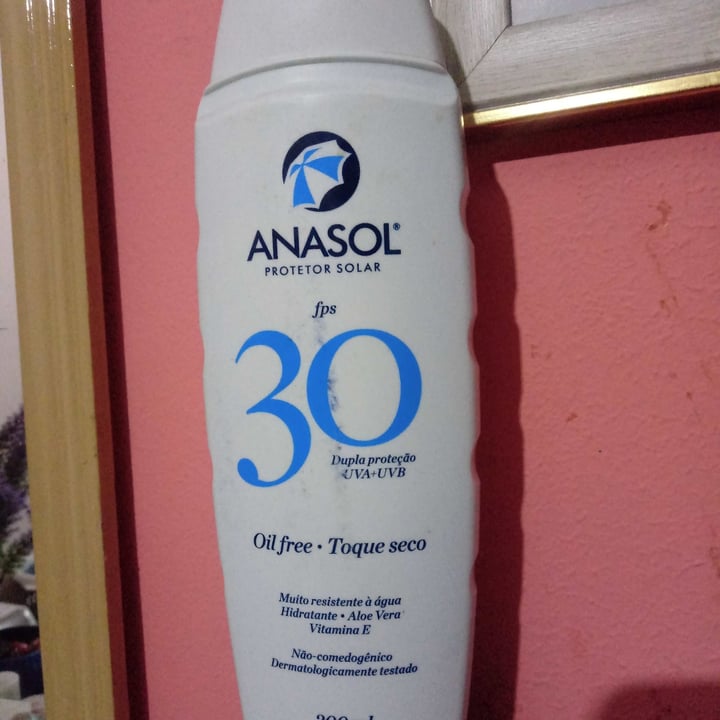 ANASOL®
PROTETOR SOLAR
fps
30
Dupla proteção
UVA+UVB
Oil free • Toque seco
Muito resistente à água
Hidratante • Aloe Vera
Vitamina E
Não-comedogênico
Dermatologicamente testado